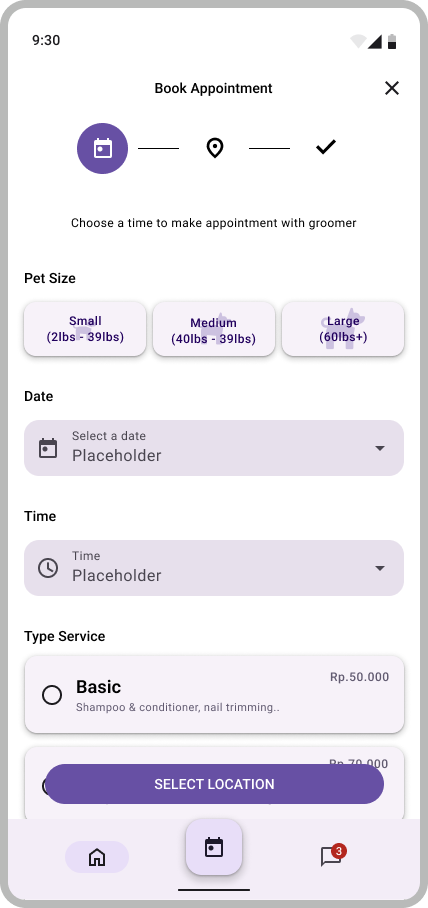 9:30
Book Appointment
Choose a time to make appointment with groomer
Pet Size
Small
(2lbs - 39lbs)
Medium
(40lbs - 39lbs)
Large
(60lbs+)
Date
Select a date
Placeholder
Time
Time
Placeholder
Type Service
Basic
Rp.50.000
Shampoo & conditioner, nail trimming..
Rp.70.000
SELECT LOCATION
3